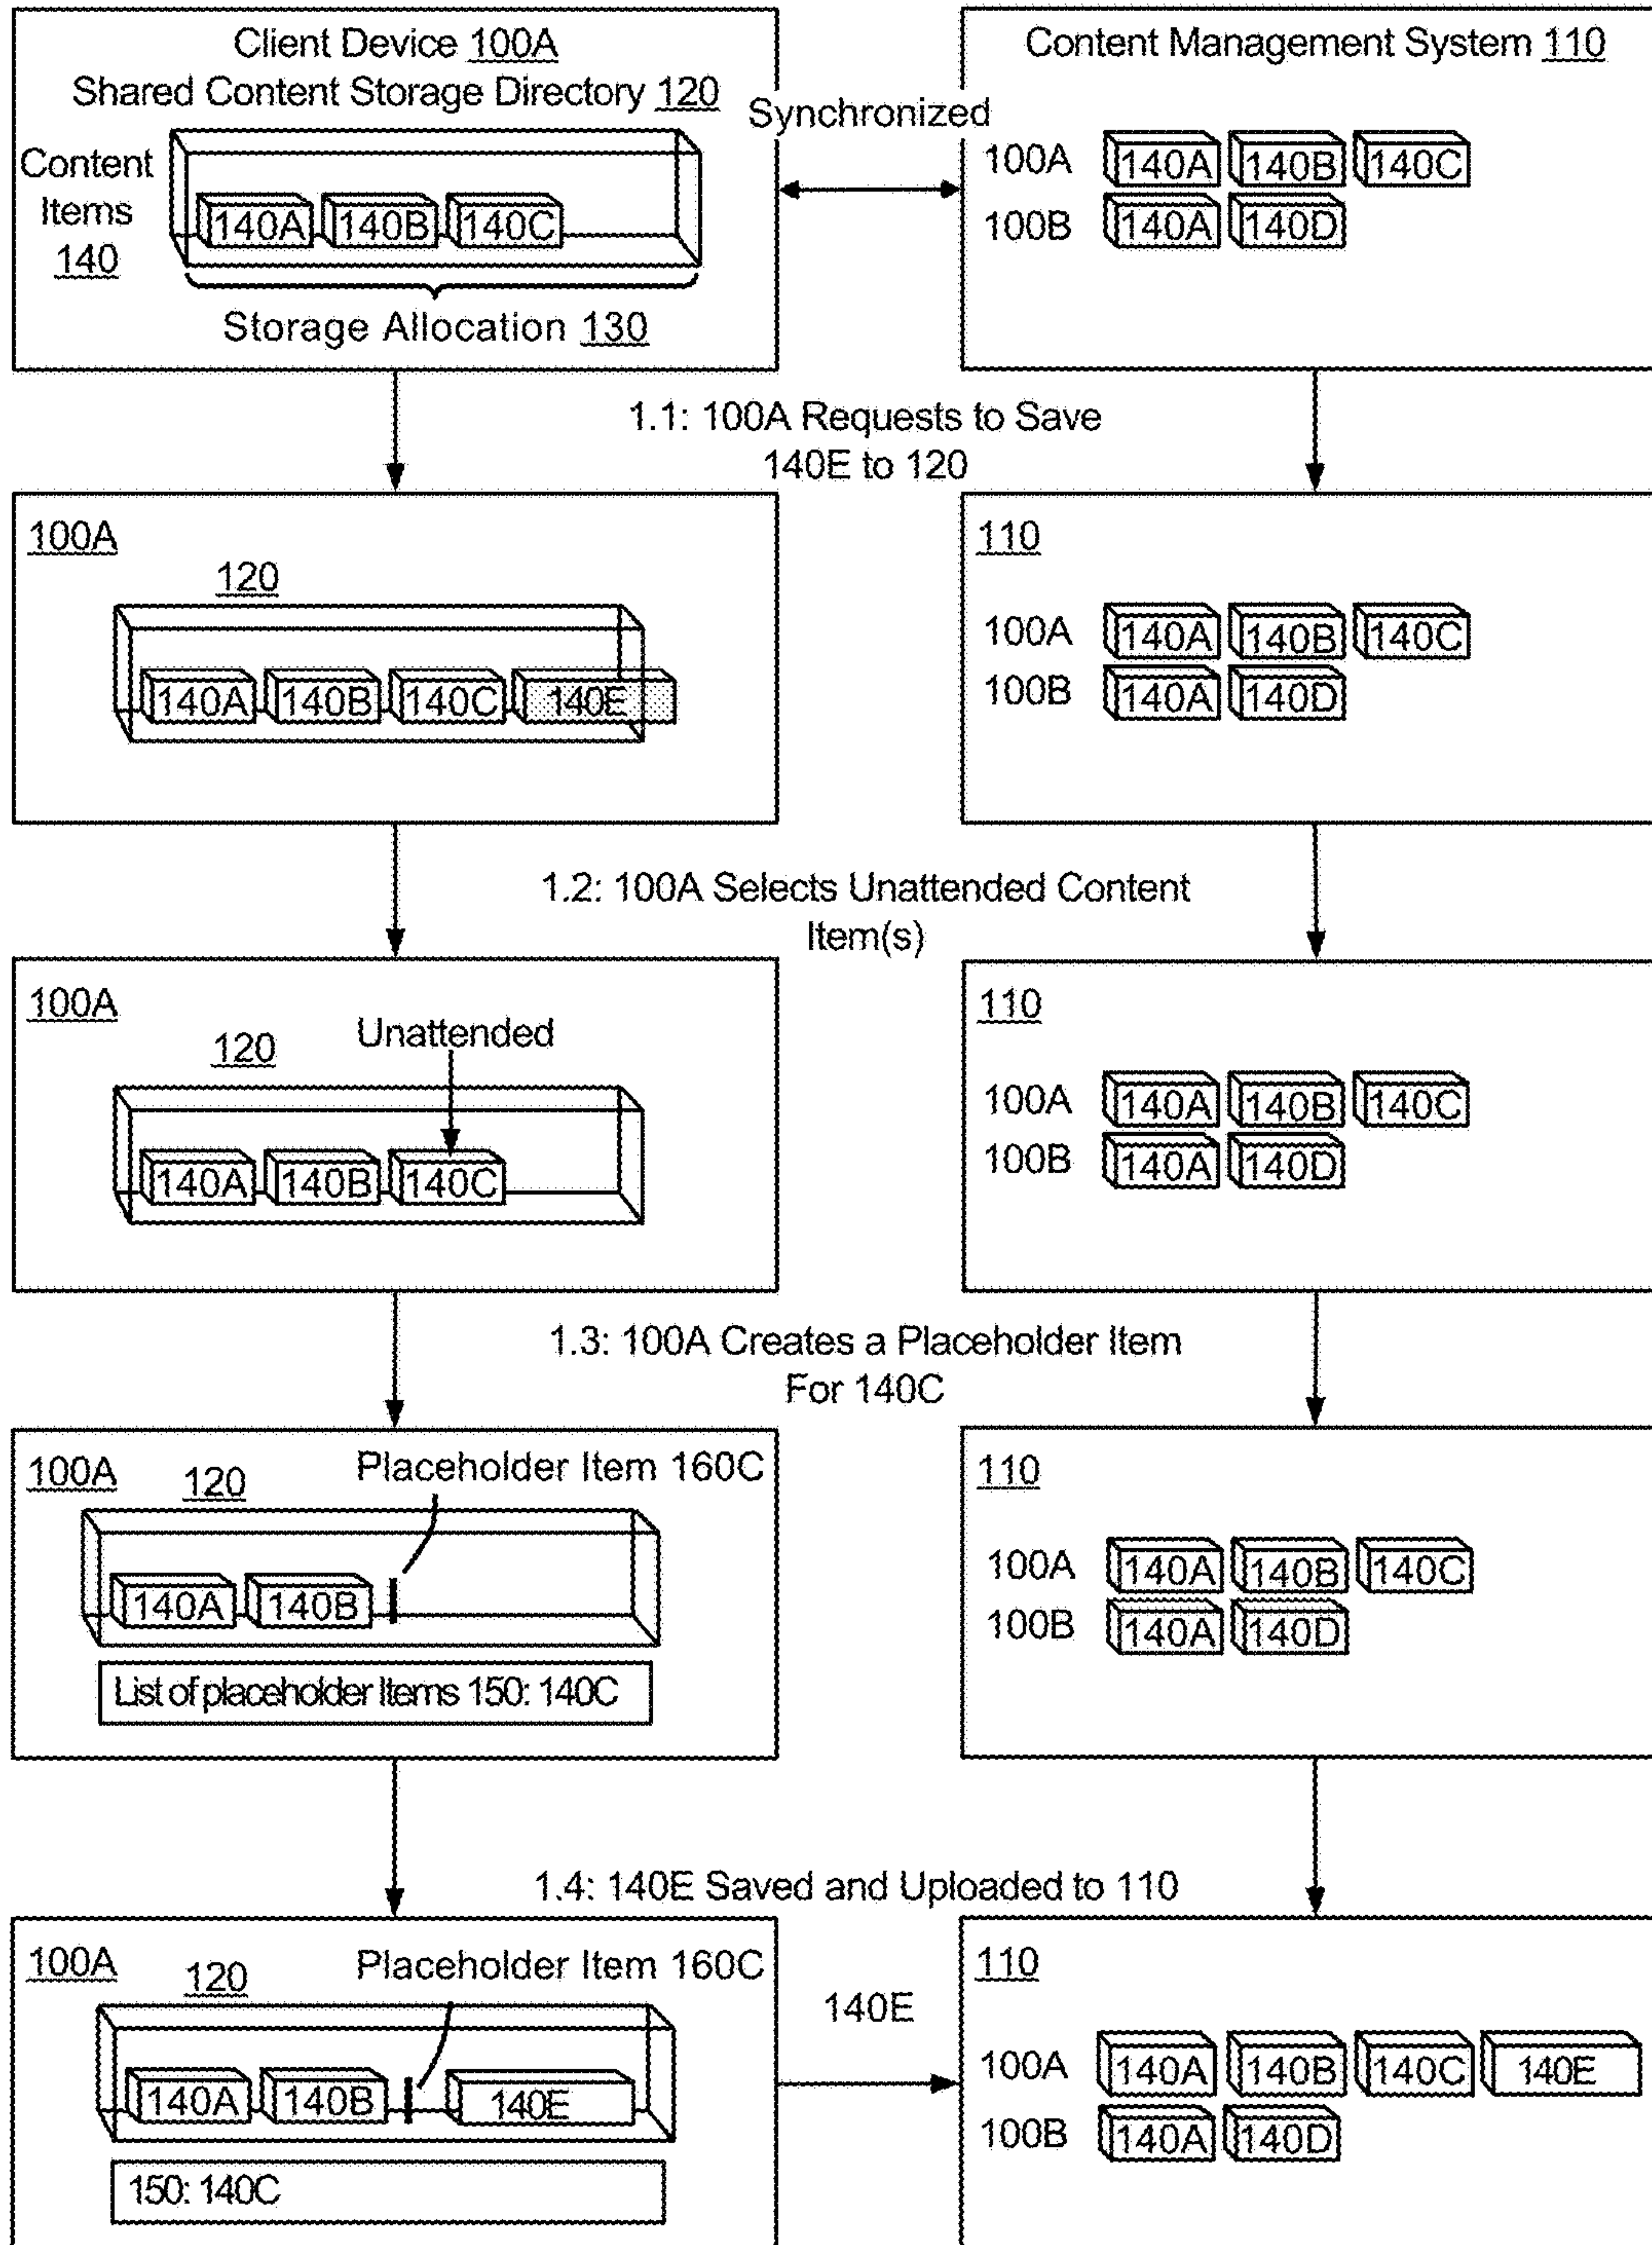 Client Device 100A
Shared Content Storage Directory 120
Content
Items
140
140A 140B 140C
Storage Allocation 130
Synchronized
Content Management System 110
100A 140A 140B 140C
100B 140A 140D
1.1: 100A Requests to Save
140E to 120
100A
120
140A 140B 140C 140E
110
100A 140A 140B 140C
100B 140A 140D
1.2: 100A Selects Unattended Content
Item(s)
100A
120
Unattended
140A 140B 140C
110
100A 140A 140B 140C
100B 140A 140D
1.3: 100A Creates a Placeholder Item
For 140C
100A
120
Placeholder Item 160C
140A 140B
List of placeholder Items 150: 140C
110
100A 140A 140B 140C
100B 140A 140D
1.4: 140E Saved and Uploaded to 110
100A
120
Placeholder Item 160C
140A 140B 140E
150: 140C
140E
110
100A 140A 140B 140C 140E
100B 140A 140D